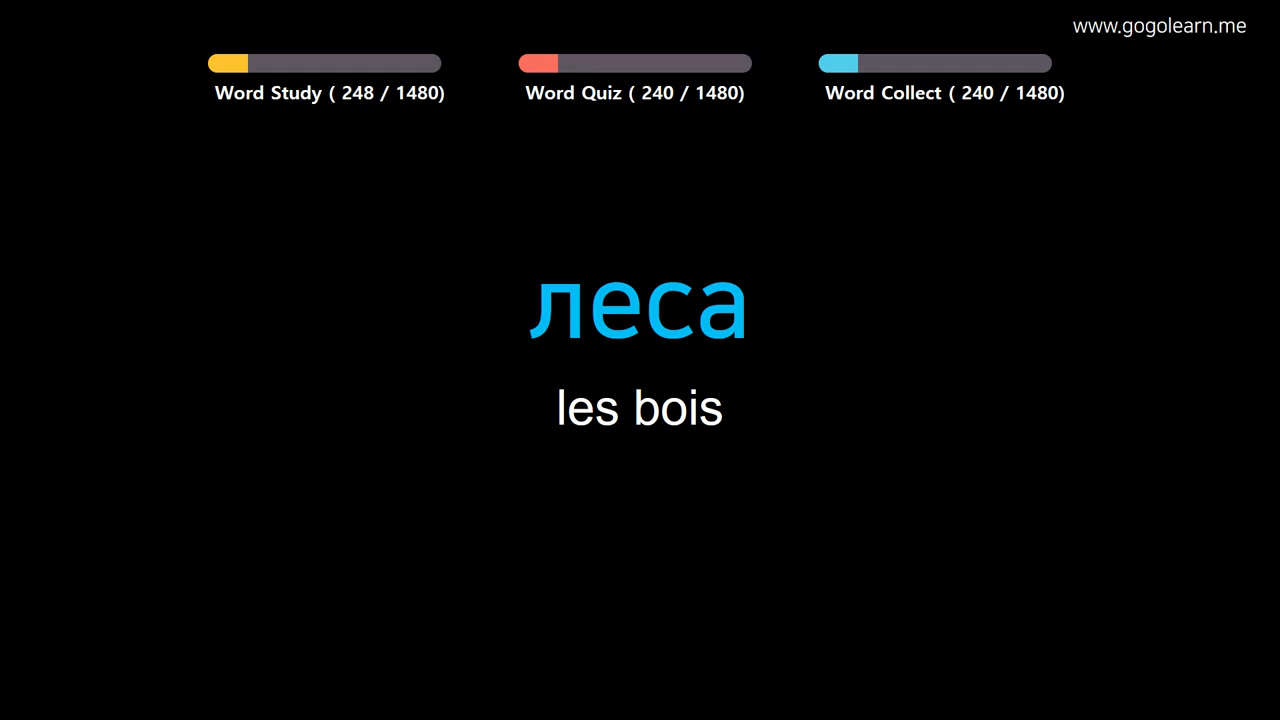 www.gogolearn.me
Word Study ( 248 / 1480)
Word Quiz ( 240 / 1480)
Word Collect ( 240 / 1480)
леса
les bois